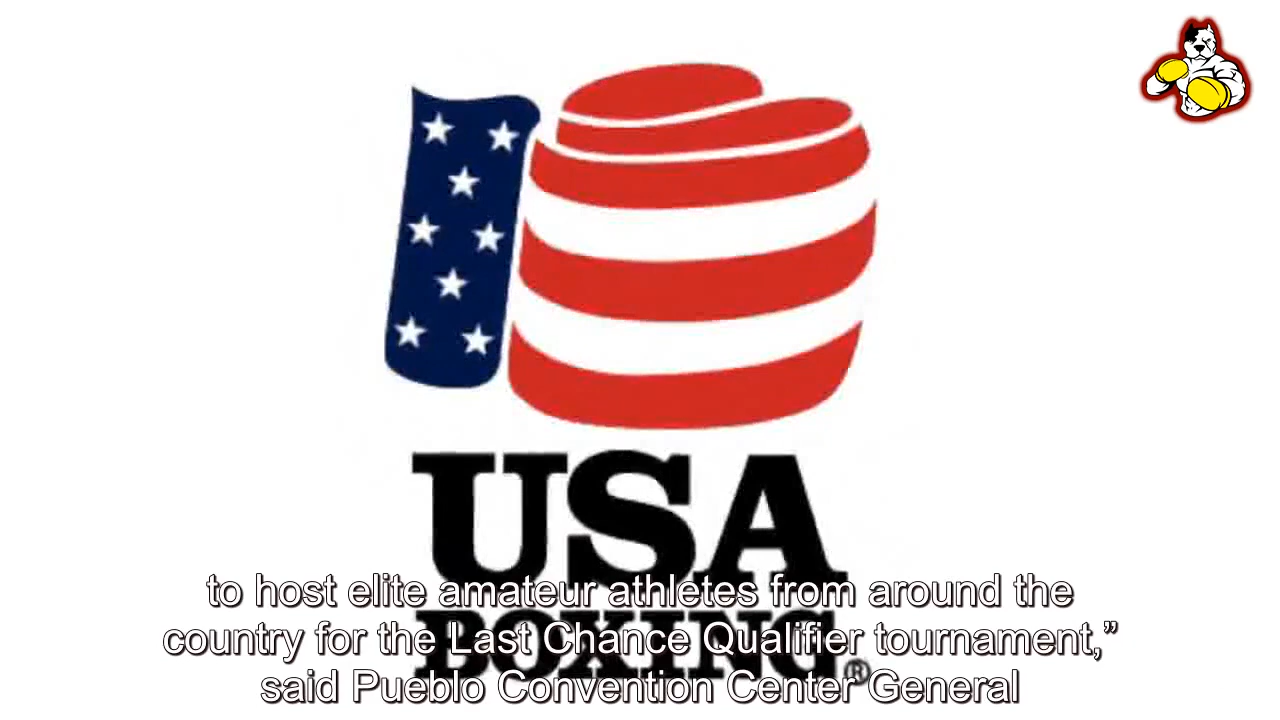 USA
BOXING®
to host elite amateur athletes from around the
country for the Last Chance Qualifier tournament,”
said Pueblo Convention Center General